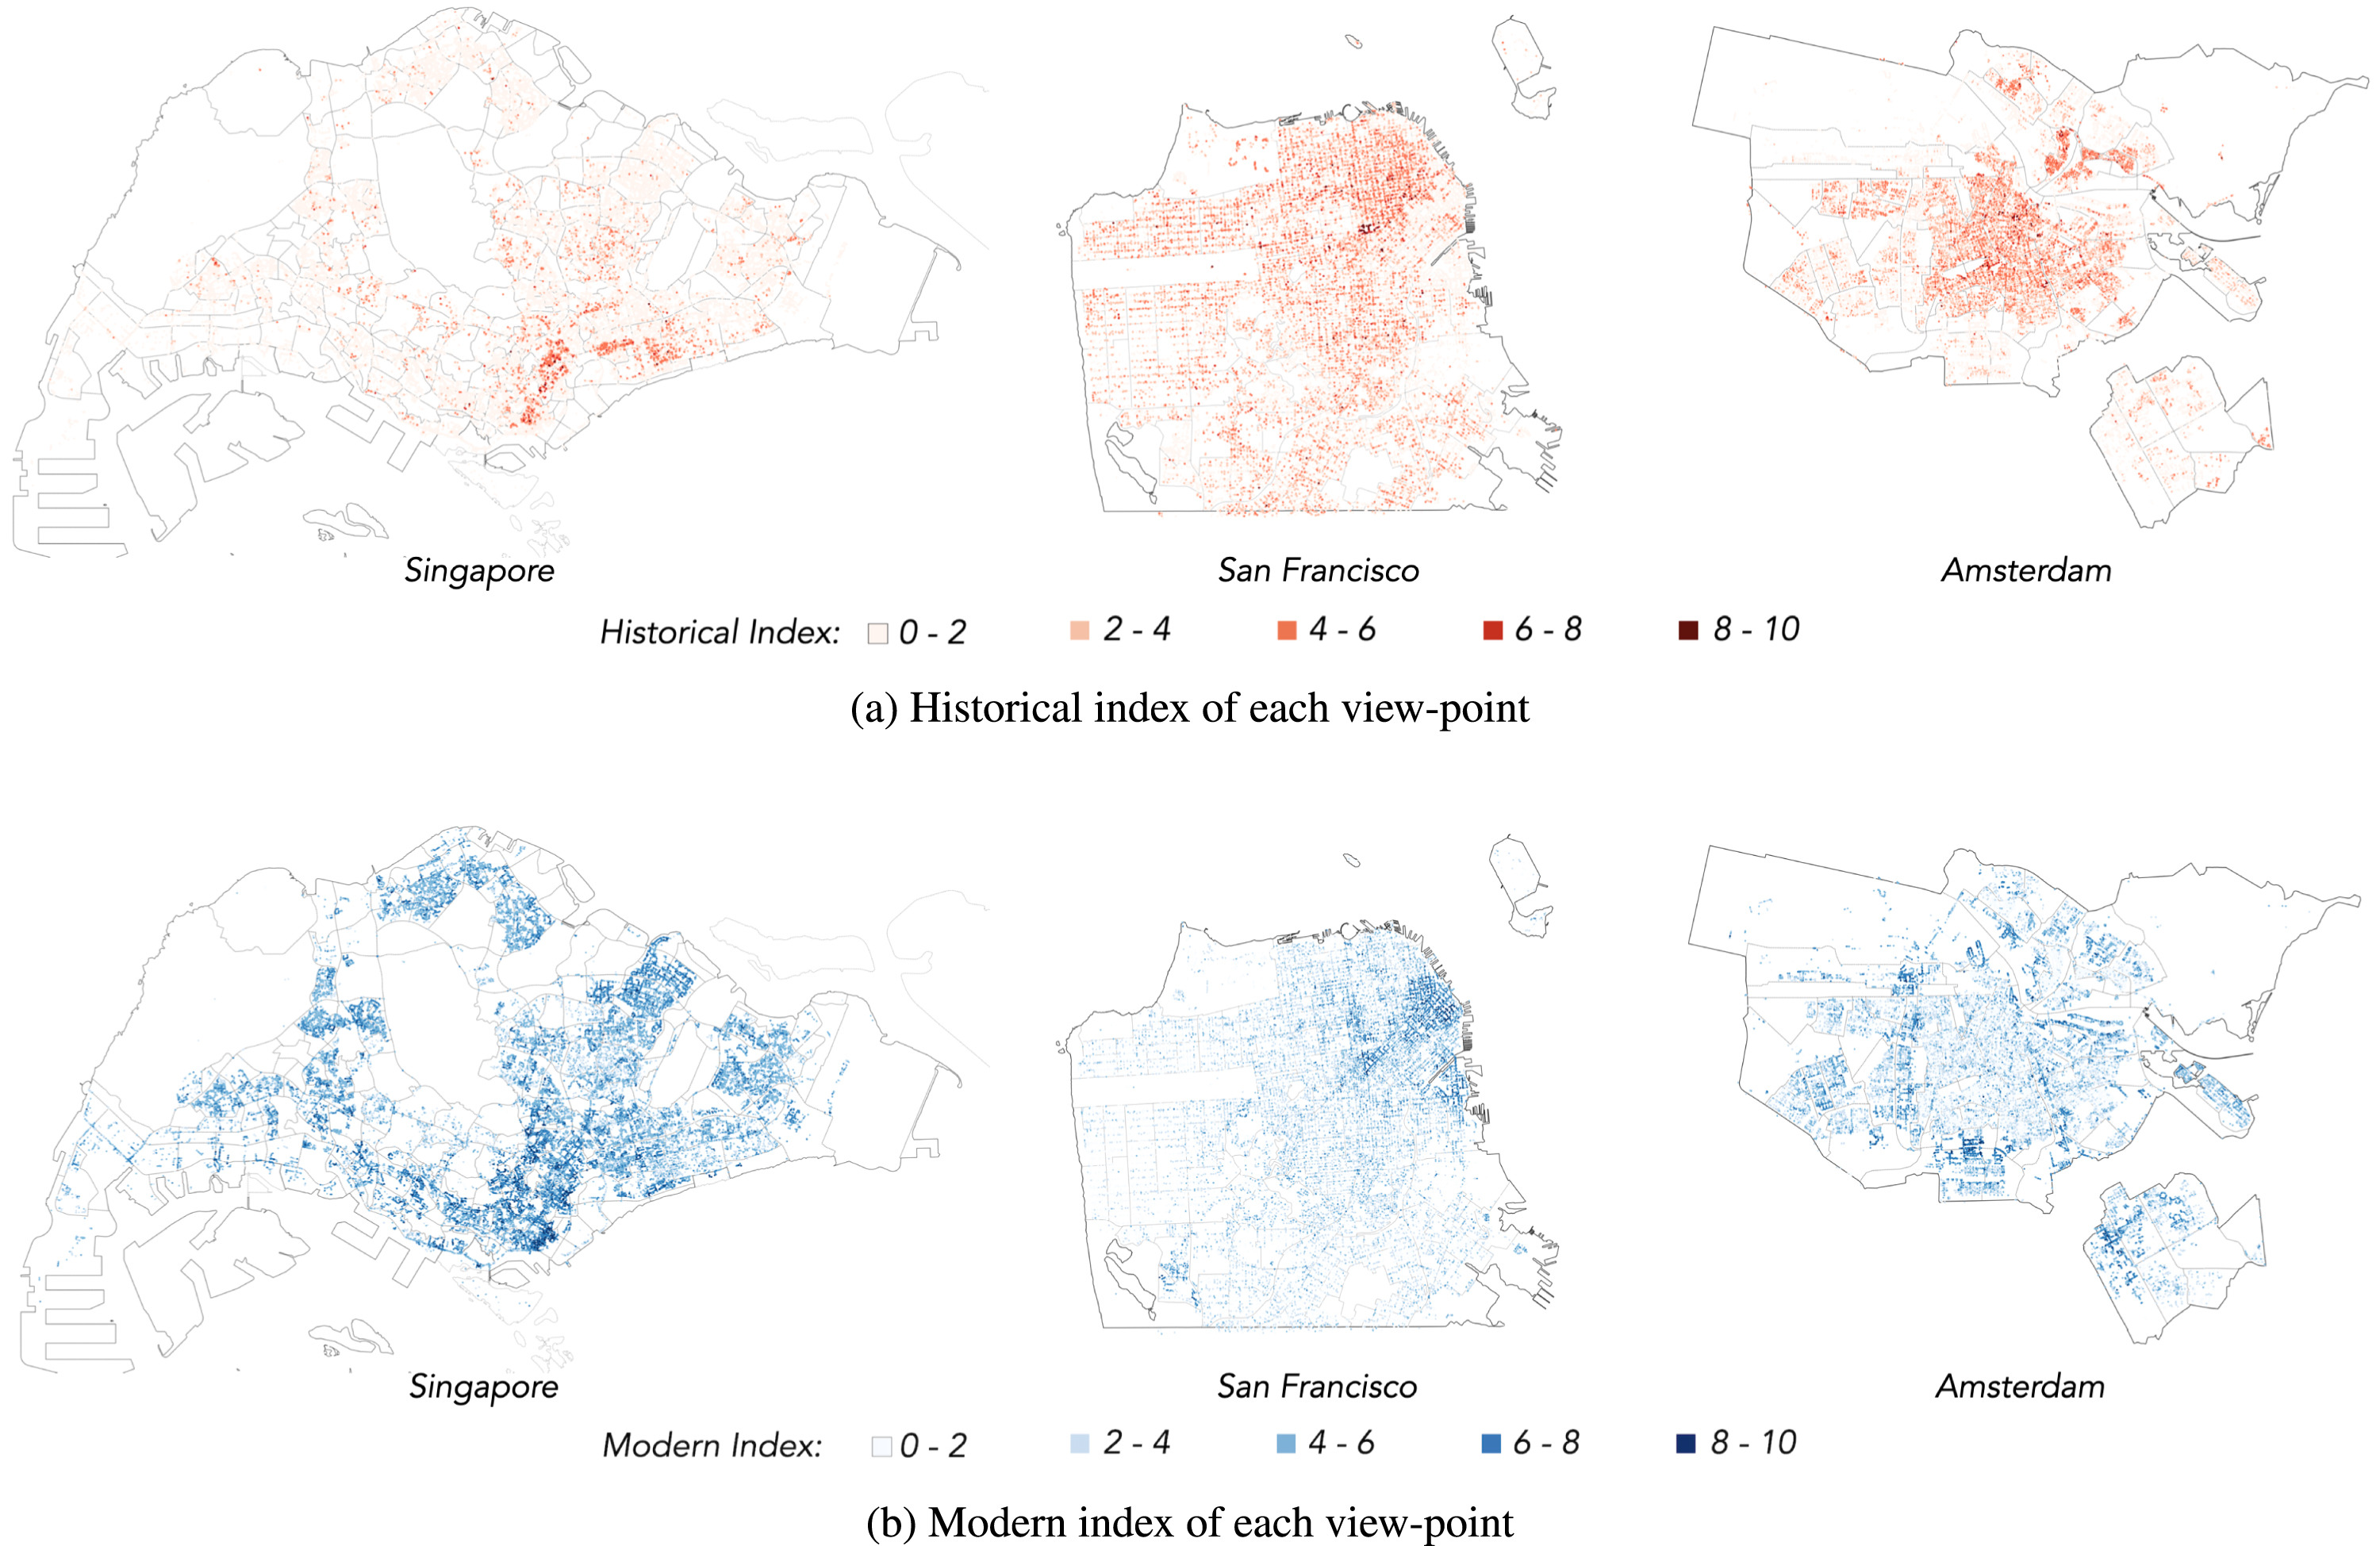 Singapore San Francisco Amsterdam
Historical Index: 0 - 2 2 - 4 4 - 6 6 - 8 8 - 10
(a) Historical index of each view-point
Singapore San Francisco Amsterdam
Modern Index: 0 - 2 2 - 4 4 - 6 6 - 8 8 - 10
(b) Modern index of each view-point